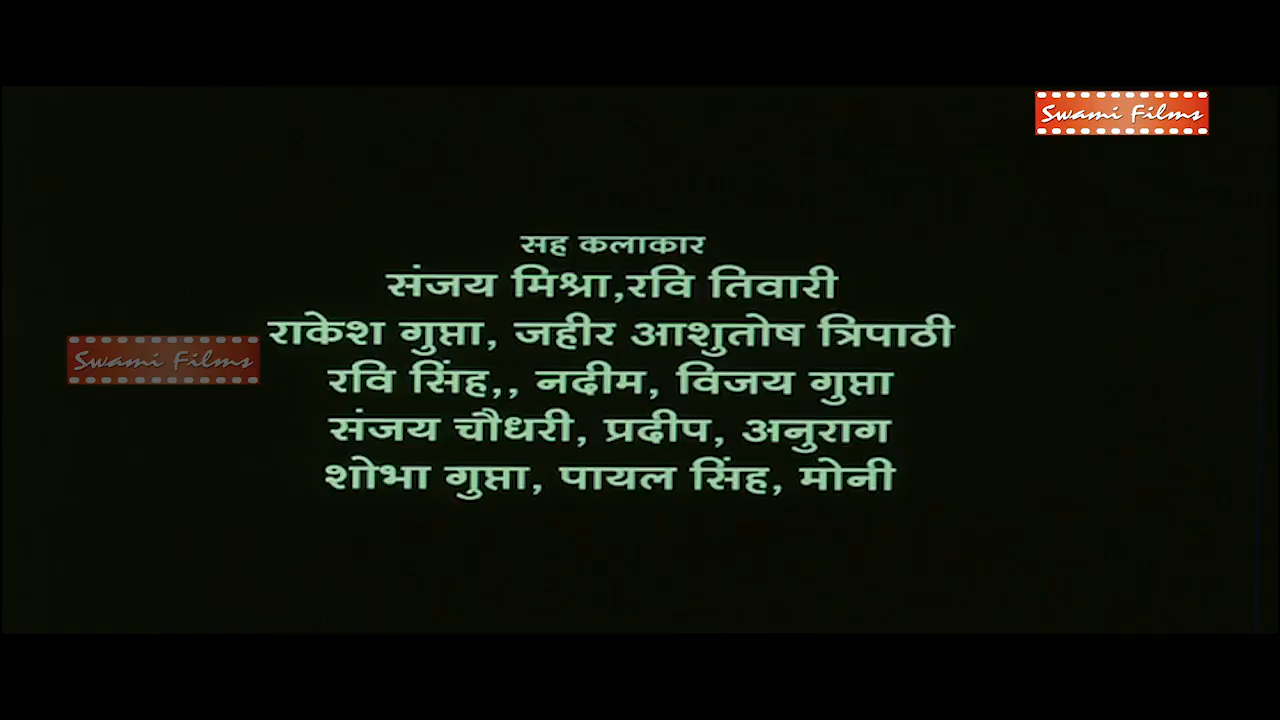 Swami Films
सह कलाकार
संजय मिश्रा,रवि तिवारी
राकेश गुप्ता, जहीर आशुतोष त्रिपाठी
Swami Films
रवि सिंह,, नदीम, विजय गुप्ता
संजय चौधरी, प्रदीप, अनुराग
शोभा गुप्ता, पायल सिंह, मोनी